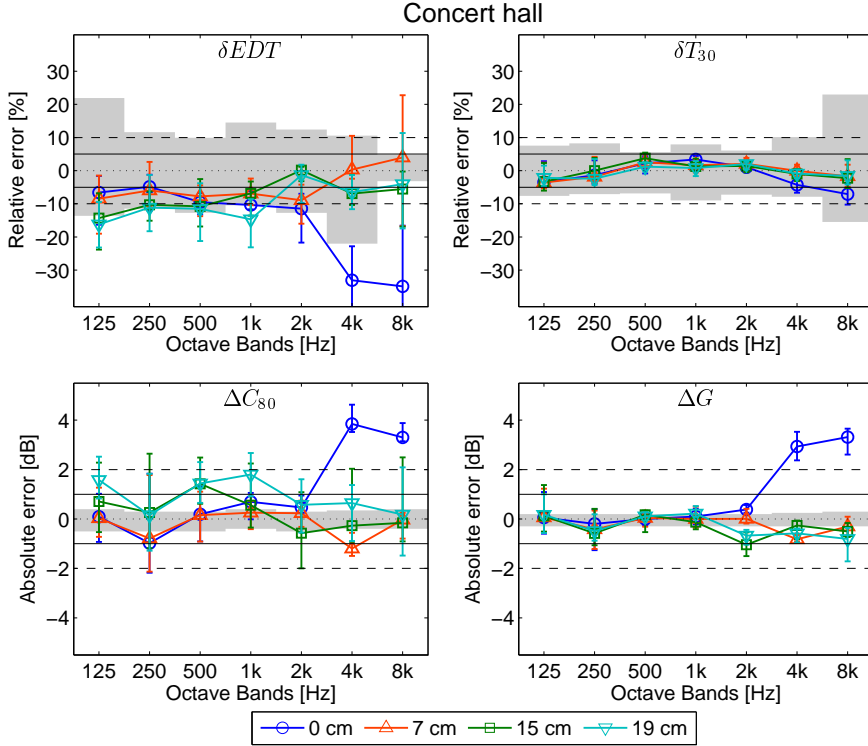 Concert hall
δEDT
δT30
Relative error [%]
30
20
10
0
−10
−20
−30
125 250 500 1k 2k 4k 8k
Octave Bands [Hz]
Relative error [%]
30
20
10
0
−10
−20
−30
125 250 500 1k 2k 4k 8k
Octave Bands [Hz]
ΔC80
ΔG
Absolute error [dB]
4
2
0
−2
−4
125 250 500 1k 2k 4k 8k
Octave Bands [Hz]
Absolute error [dB]
4
2
0
−2
−4
125 250 500 1k 2k 4k 8k
Octave Bands [Hz]
0 cm 7 cm 15 cm 19 cm